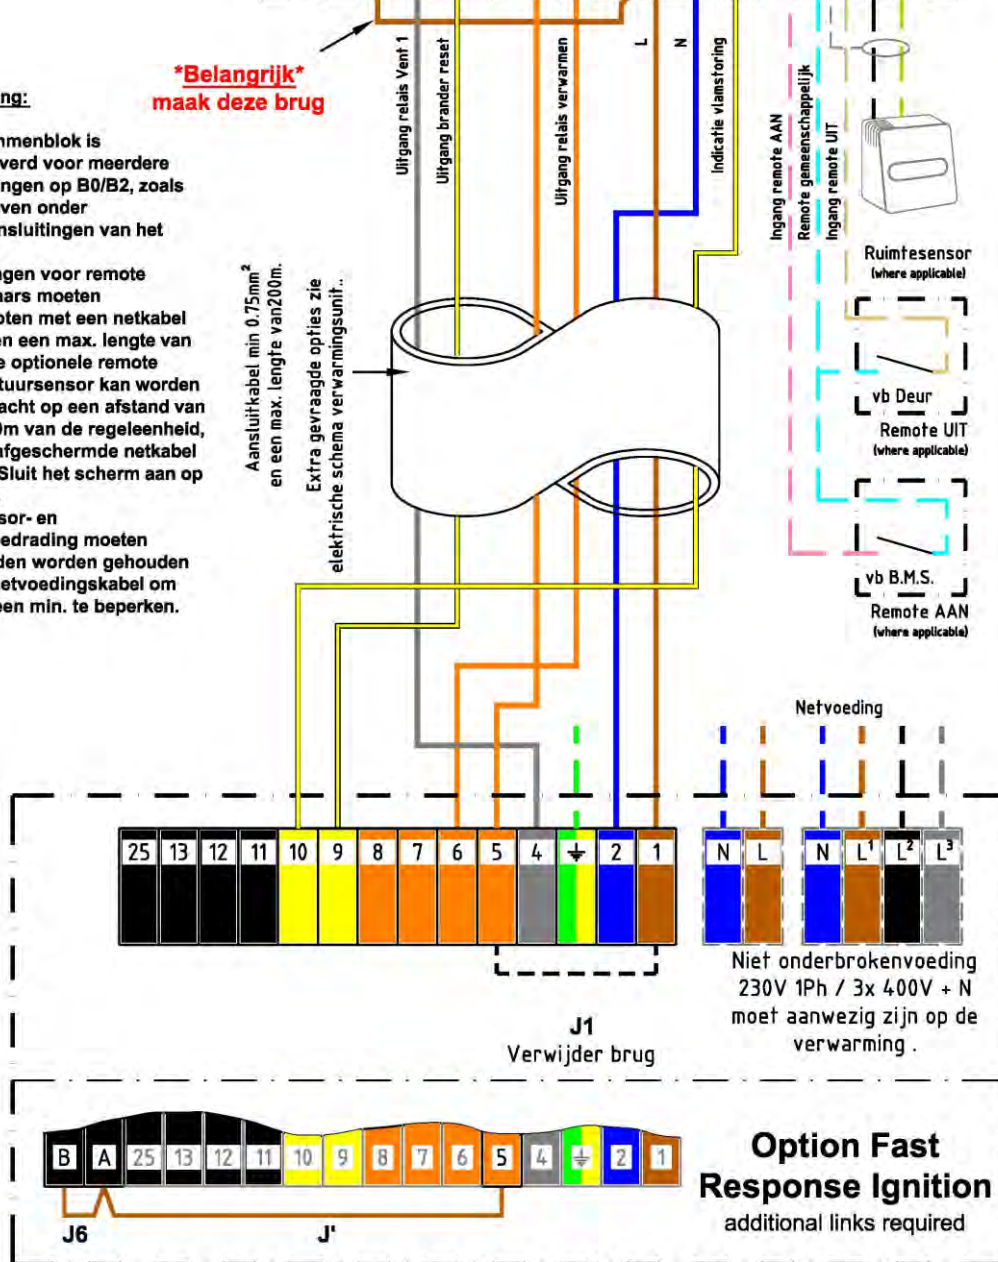 *Belangrijk*
maak deze brug
Uitgang relais Vent 1
Uitgang brander reset
Uitgang relais verwarmen
L
N
Indicatie vlamstoring
Ingang remote AAN
Remote gemeenschappelijk
Ingang remote UIT
ng:
nmenblok is
verd voor meerdere
ngen op B0/B2, zoals
ven onder
nsluitingen van het
ngen voor remote
aars moeten
oten met een netkabel
en een max. lengte van
e optionele remote
tuursensor kan worden
acht op een afstand van
0m van de regeleenheid,
afgeschermde netkabel
Sluit het scherm aan op
sor- en
edrading moeten
den worden gehouden
etvoedingskabel om
een min. te beperken.
Aansluitkabel min 0.75mm²
en een max. lengte van200m.
Extra gevraagde opties zie
elektrische schema verwarmingsunit..
Ruimtesensor
(where applicable)
vb Deur
Remote UIT
(where applicable)
vb B.M.S.
Remote AAN
(where applicable)
Netvoeding
25 13 12 11 10 9 8 7 6 5 4 ⏚ 2 1
N L
N L¹ L² L³
Niet onderbrokenvoeding
230V 1Ph / 3x 400V + N
moet aanwezig zijn op de
verwarming .
J1
Verwijder brug
B A 25 13 12 11 10 9 8 7 6 5 4 ⏚ 2 1
J6
J'
Option Fast
Response Ignition
additional links required